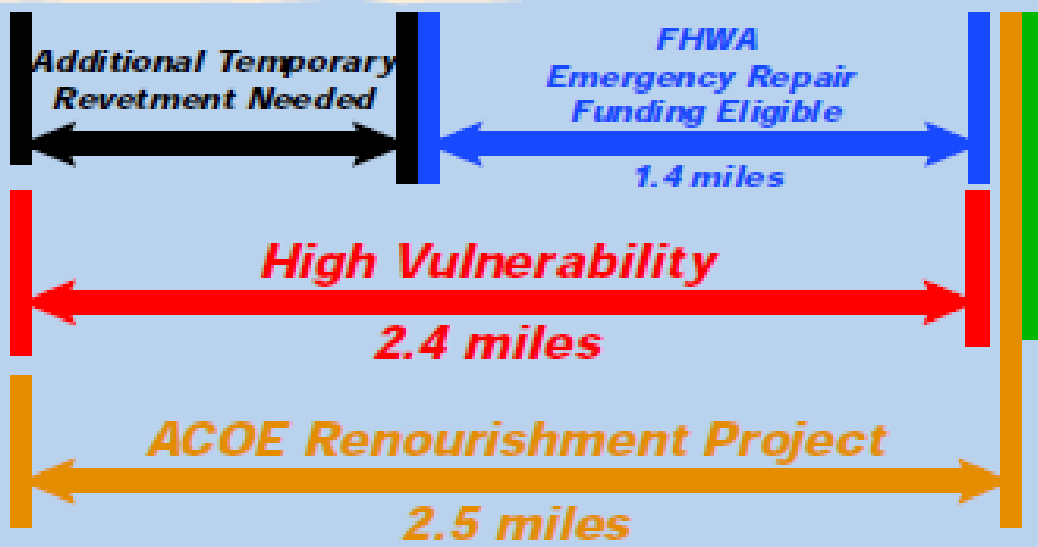 Additional Temporary
Revetment Needed
FHWA
Emergency Repair
Funding Eligible
1.4 miles
High Vulnerability
2.4 miles
ACOE Renourishment Project
2.5 miles